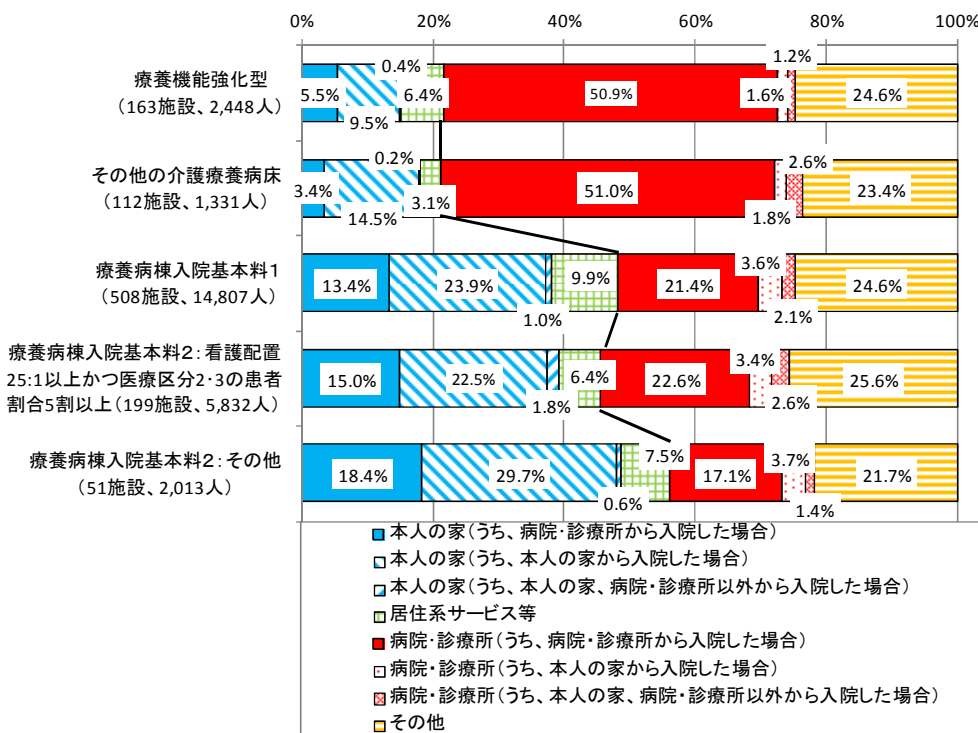 0% 20% 40% 60% 80% 100%
療養機能強化型
(163施設、2,448人)
5.5% 9.5% 0.4% 6.4% 50.9% 1.6% 1.2% 24.6%
その他の介護療養病床
(112施設、1,331人)
3.4% 14.5% 0.2% 3.1% 51.0% 1.8% 2.6% 23.4%
療養病棟入院基本料1
(508施設、14,807人)
13.4% 23.9% 1.0% 9.9% 21.4% 3.6% 2.1% 24.6%
療養病棟入院基本料2:看護配置
25:1以上かつ医療区分2・3の患者
割合5割以上(199施設、5,832人)
15.0% 22.5% 1.8% 6.4% 22.6% 3.4% 2.6% 25.6%
療養病棟入院基本料2:その他
(51施設、2,013人)
18.4% 29.7% 0.6% 7.5% 17.1% 3.7% 1.4% 21.7%
本人の家(うち、病院・診療所から入院した場合)
本人の家(うち、本人の家から入院した場合)
本人の家(うち、本人の家、病院・診療所以外から入院した場合)
居住系サービス等
病院・診療所(うち、病院・診療所から入院した場合)
病院・診療所(うち、本人の家から入院した場合)
病院・診療所(うち、本人の家、病院・診療所以外から入院した場合)
その他